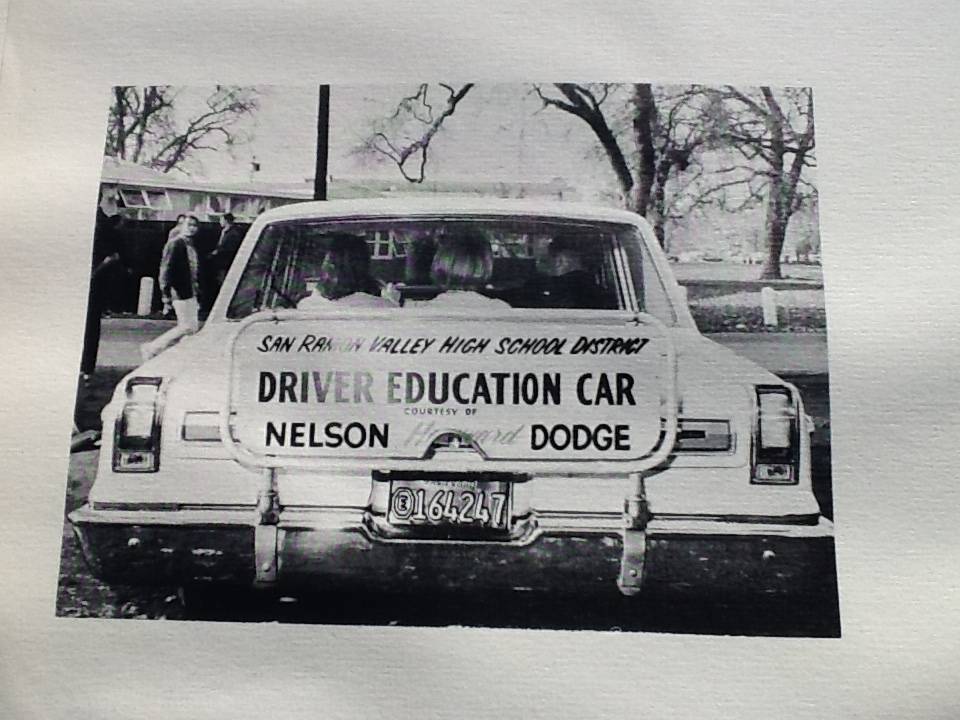 SAN RAMON VALLEY HIGH SCHOOL DISTRICT
DRIVER EDUCATION CAR
COURTESY OF
NELSON Hayward DODGE
E 164247